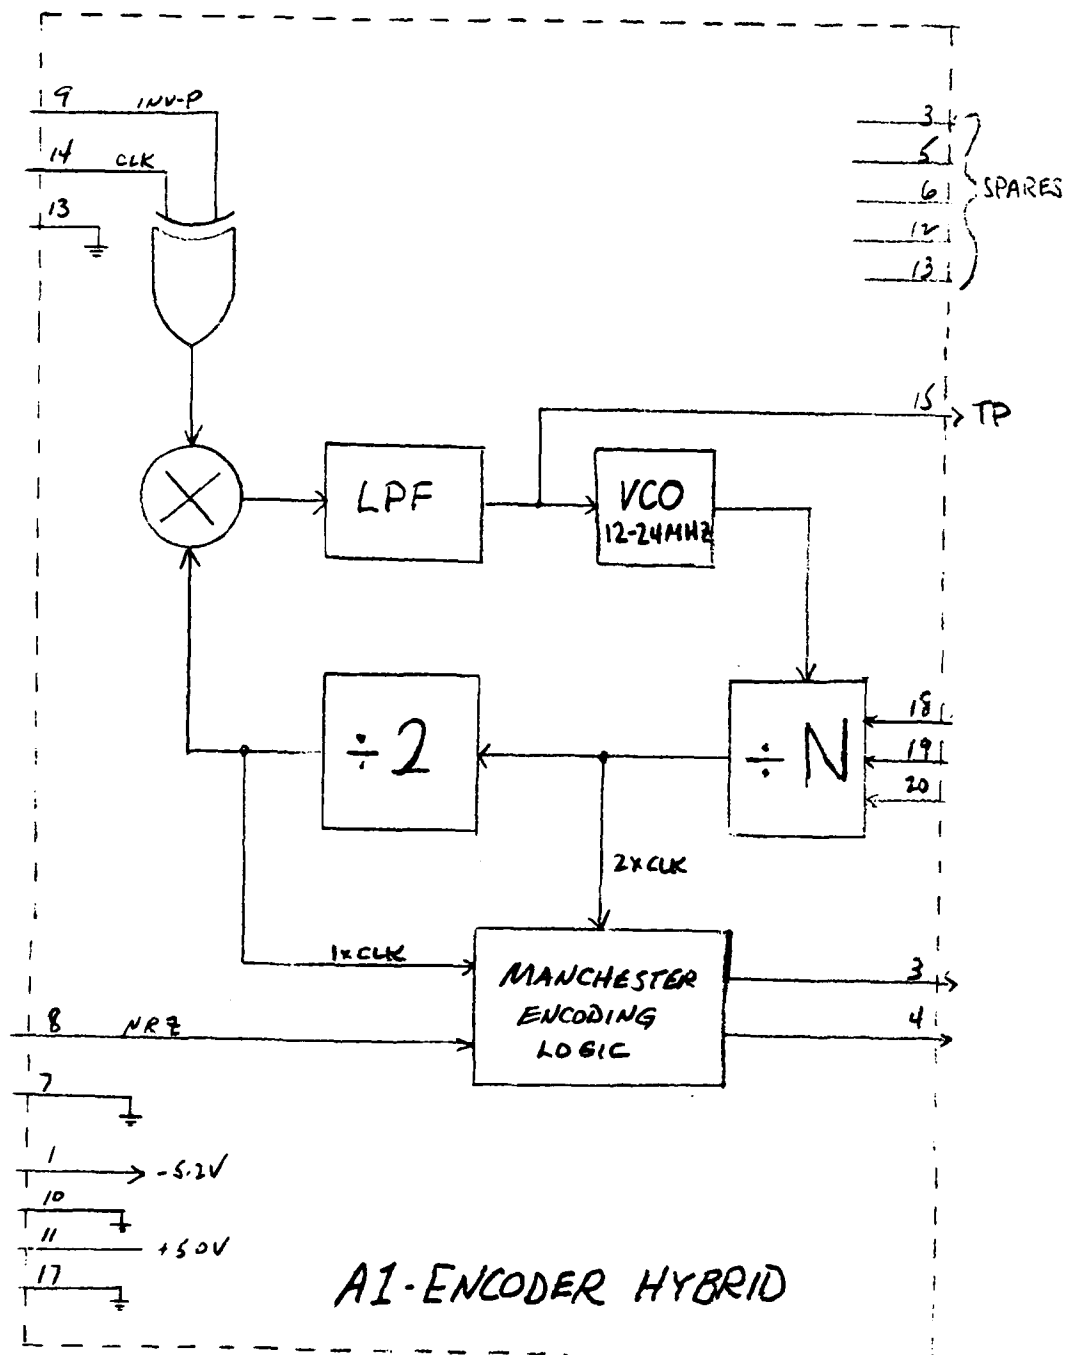 9 INV-P
14 CLK
13
3
5
6
12
13
SPARES
15 TP
LPF
VCO
12-24MHZ
÷2
÷ N
18
19
20
2xCLK
1xCLK
MANCHESTER
ENCODING
LOGIC
3
4
8 NRZ
7
1 -5.2V
10
11 +5.0V
17
A1-ENCODER HYBRID